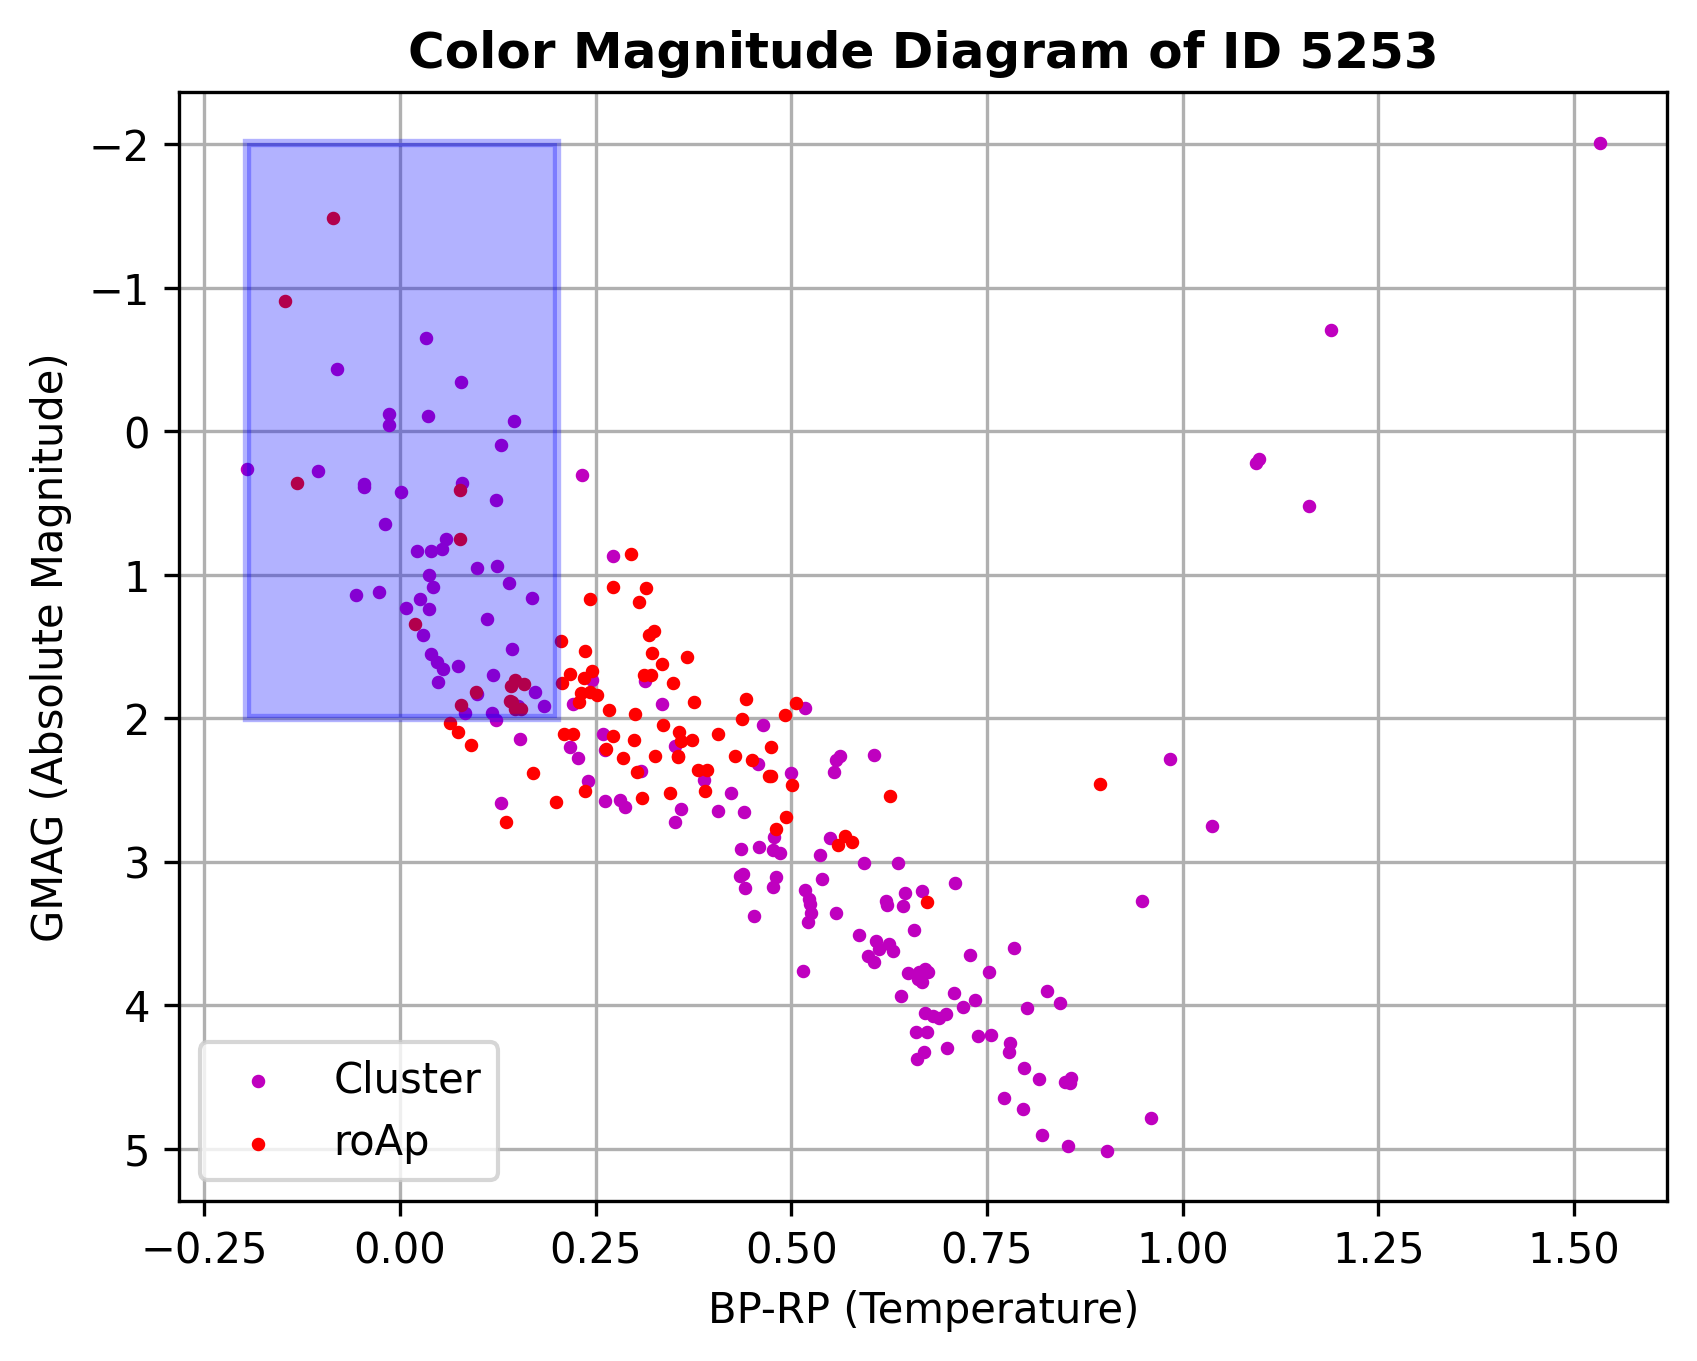 Color Magnitude Diagram of ID 5253
GMAG (Absolute Magnitude)
−2
−1
0
1
2
3
4
5
Cluster
roAp
−0.25 0.00 0.25 0.50 0.75 1.00 1.25 1.50
BP-RP (Temperature)